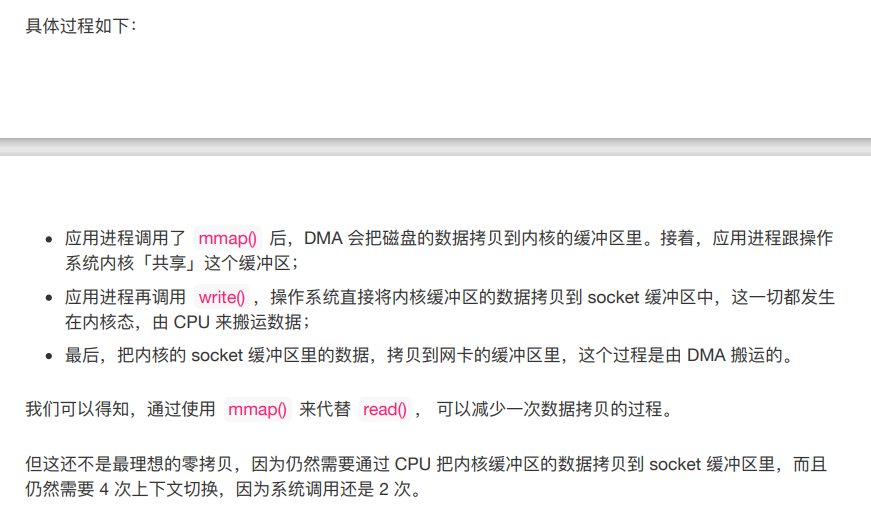 具体过程如下：
应用进程调用了 mmap() 后，DMA 会把磁盘的数据拷贝到内核的缓冲区里。接着，应用进程跟操作
系统内核「共享」这个缓冲区；
应用进程再调用 write()，操作系统直接将内核缓冲区的数据拷贝到 socket 缓冲区中，这一切都发生
在内核态，由 CPU 来搬运数据；
最后，把内核的 socket 缓冲区里的数据，拷贝到网卡的缓冲区里，这个过程是由 DMA 搬运的。
我们可以得知，通过使用 mmap() 来代替 read()， 可以减少一次数据拷贝的过程。
但这还不是最理想的零拷贝，因为仍然需要通过 CPU 把内核缓冲区的数据拷贝到 socket 缓冲区里，而且
仍然需要 4 次上下文切换，因为系统调用还是 2 次。